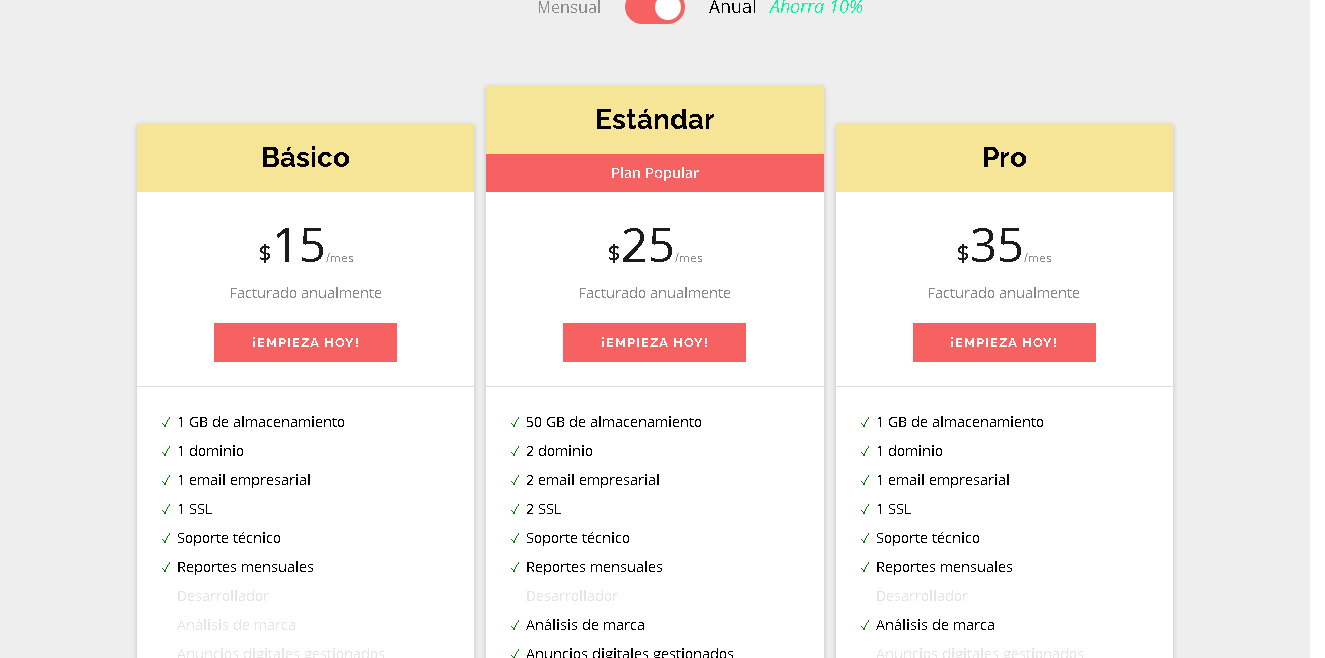 Mensual Anual Ahorra 10%
Básico
$15/mes
Facturado anualmente
¡EMPIEZA HOY!
✓ 1 GB de almacenamiento
✓ 1 dominio
✓ 1 email empresarial
✓ 1 SSL
✓ Soporte técnico
✓ Reportes mensuales
Desarrollador
Análisis de marca
Anuncios digitales gestionados
Estándar
Plan Popular
$25/mes
Facturado anualmente
¡EMPIEZA HOY!
✓ 50 GB de almacenamiento
✓ 2 dominio
✓ 2 email empresarial
✓ 2 SSL
✓ Soporte técnico
✓ Reportes mensuales
Desarrollador
✓ Análisis de marca
✓ Anuncios digitales gestionados
Pro
$35/mes
Facturado anualmente
¡EMPIEZA HOY!
✓ 1 GB de almacenamiento
✓ 1 dominio
✓ 1 email empresarial
✓ 1 SSL
✓ Soporte técnico
✓ Reportes mensuales
Desarrollador
✓ Análisis de marca
Anuncios digitales gestionados